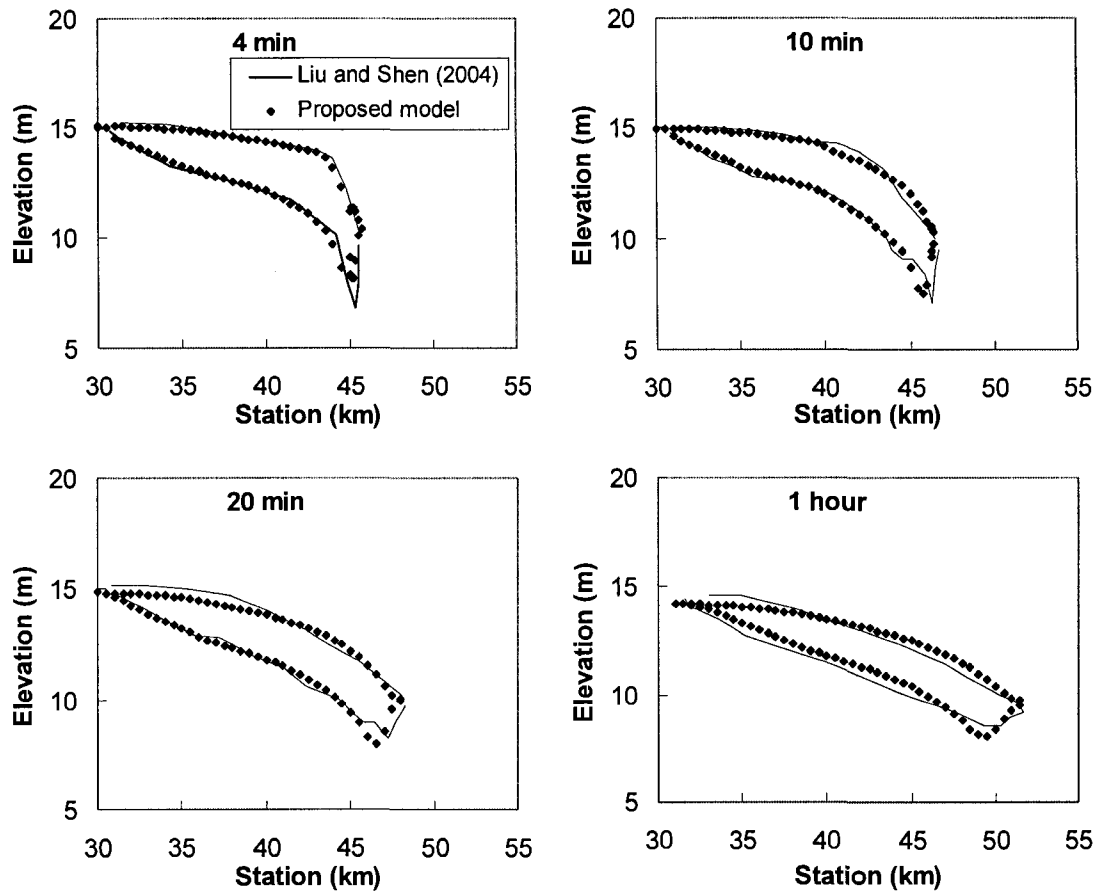 4 min
Liu and Shen (2004)
Proposed model
20
15
10
5
Elevation (m)
30 35 40 45 50 55
Station (km)
10 min
20
15
10
5
Elevation (m)
30 35 40 45 50 55
Station (km)
20 min
20
15
10
5
Elevation (m)
30 35 40 45 50 55
Station (km)
1 hour
20
15
10
5
Elevation (m)
30 35 40 45 50 55
Station (km)